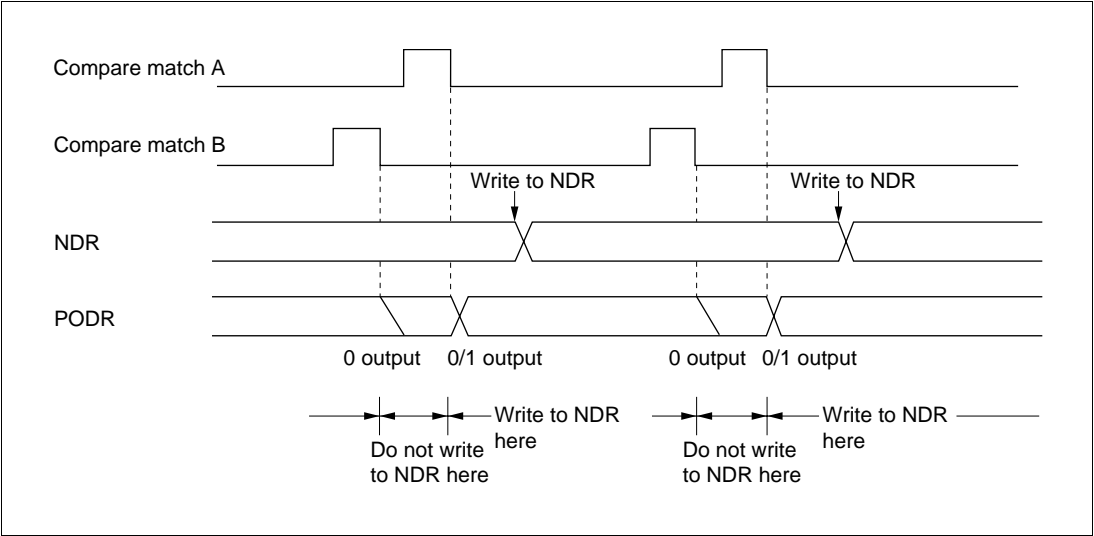 Compare match A
Compare match B
Write to NDR Write to NDR
NDR
PODR
0 output 0/1 output 0 output 0/1 output
Write to NDR here Write to NDR here
Do not write to NDR here Do not write to NDR here